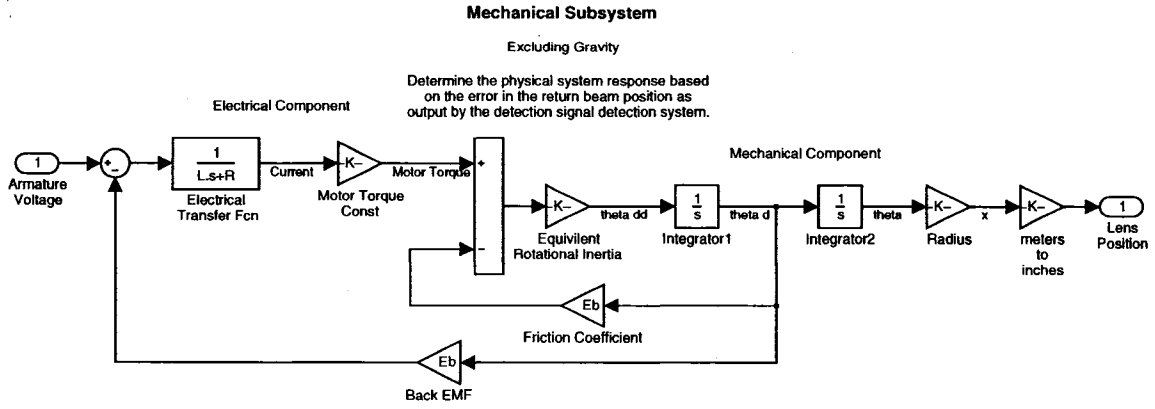 Mechanical Subsystem
Excluding Gravity
Determine the physical system response based
on the error in the return beam position as
output by the detection signal detection system.
Electrical Component
Mechanical Component
1
Armature
Voltage
+
−
1
L.s+R
Electrical
Transfer Fcn
Current
-K-
Motor Torque
Const
Motor Torque
+
−
-K-
Equivilent
Rotational Inertia
theta dd
1
s
Integrator1
theta d
1
s
Integrator2
theta
-K-
Radius
x
-K-
meters
to
inches
1
Lens
Position
Eb
Friction Coefficient
Eb
Back EMF